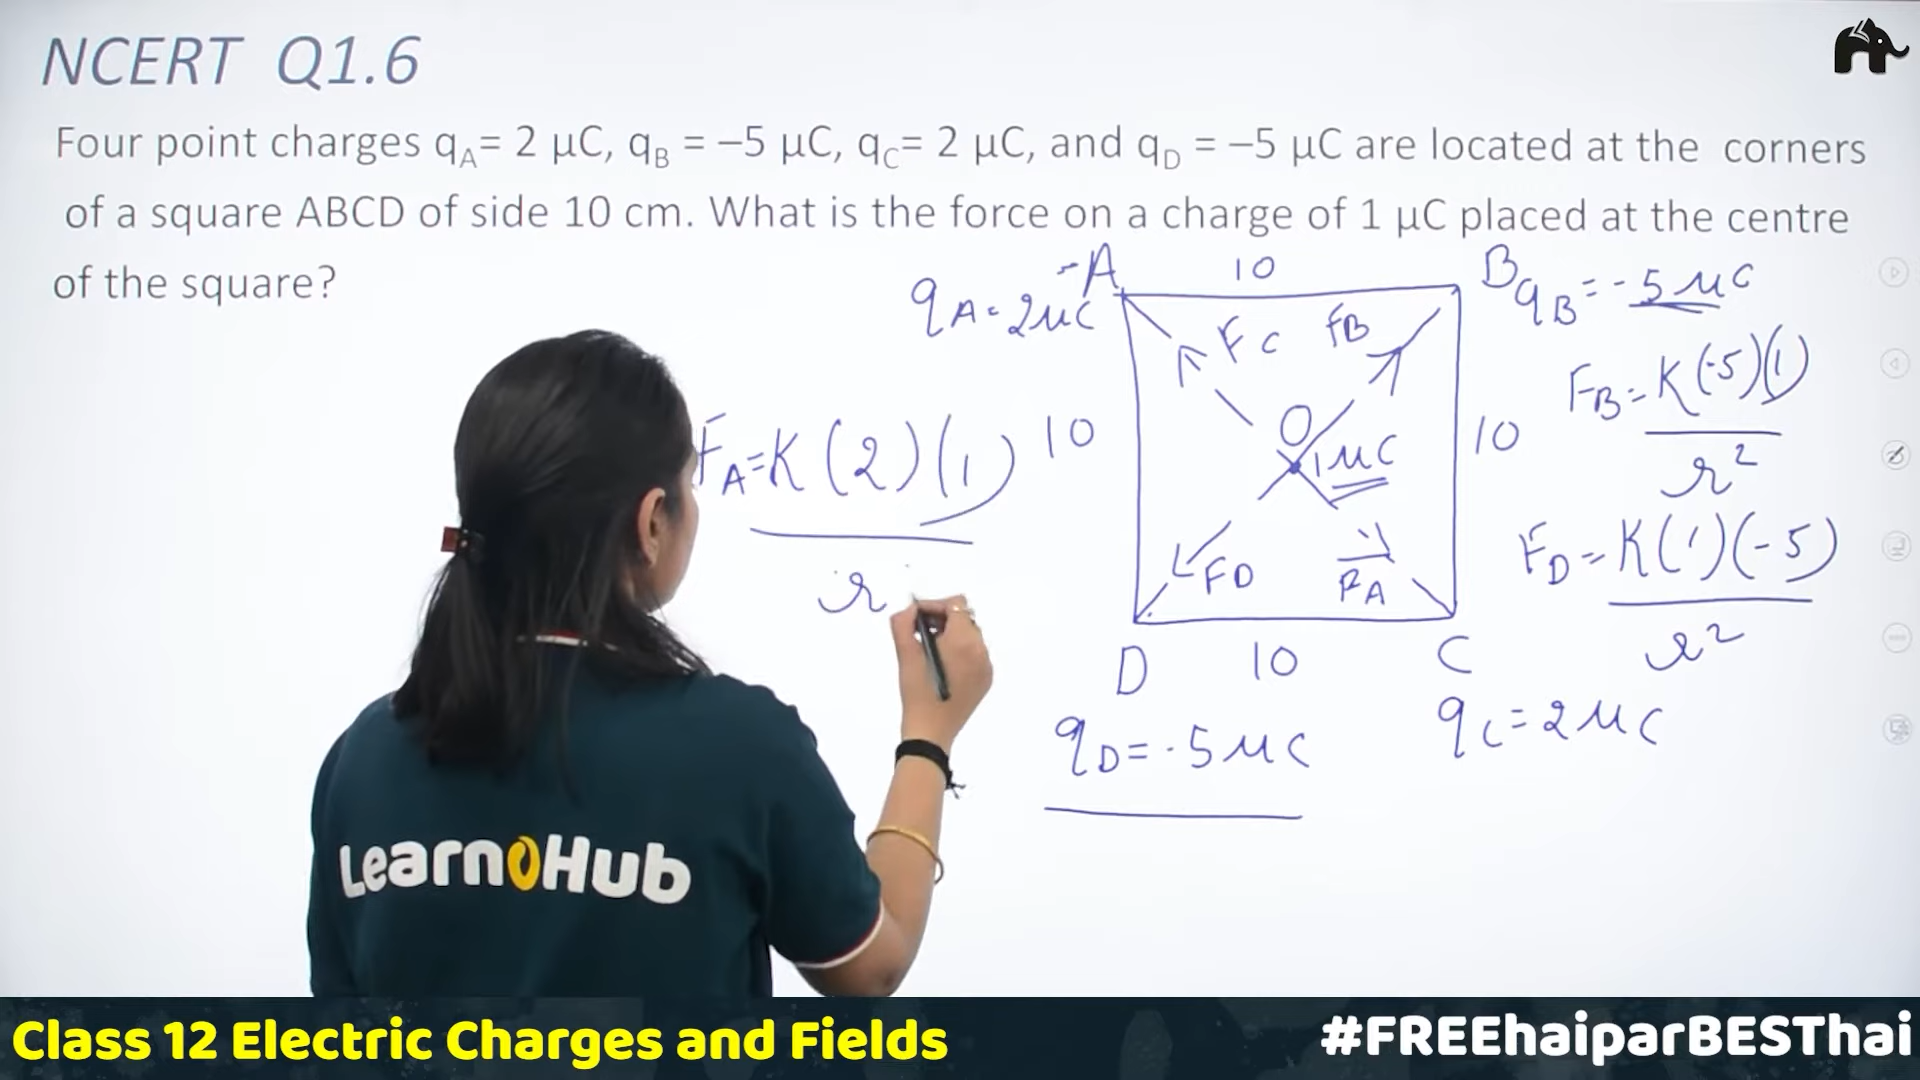 NCERT Q1.6
Four point charges qA= 2 μC, qB = –5 μC, qC= 2 μC, and qD = –5 μC are located at the corners
of a square ABCD of side 10 cm. What is the force on a charge of 1 μC placed at the centre
of the square?
A
10
B
qA = 2μC
qB = -5μC
FC
FB
FB = K(-5)(1)
r²
FA = K(2)(1)
r
10
O
1μC
10
FD
FA
FD = K(1)(-5)
r²
D
10
C
qD = -5μC
qC = 2μC
LearnoHub
Class 12 Electric Charges and Fields
#FREEhaiparBESThai